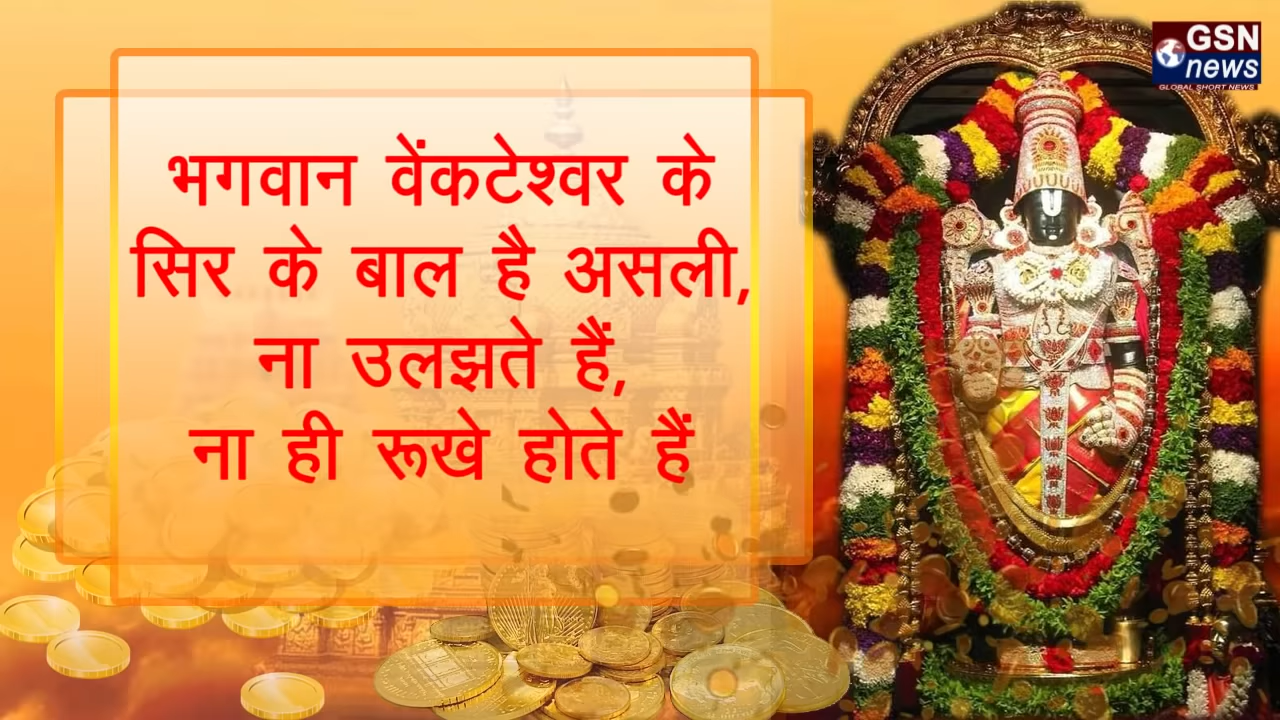 भगवान वेंकटेश्वर के
सिर के बाल है असली,
ना उलझते हैं,
ना ही रूखे होते हैं
GSN
news
GLOBAL SHORT NEWS